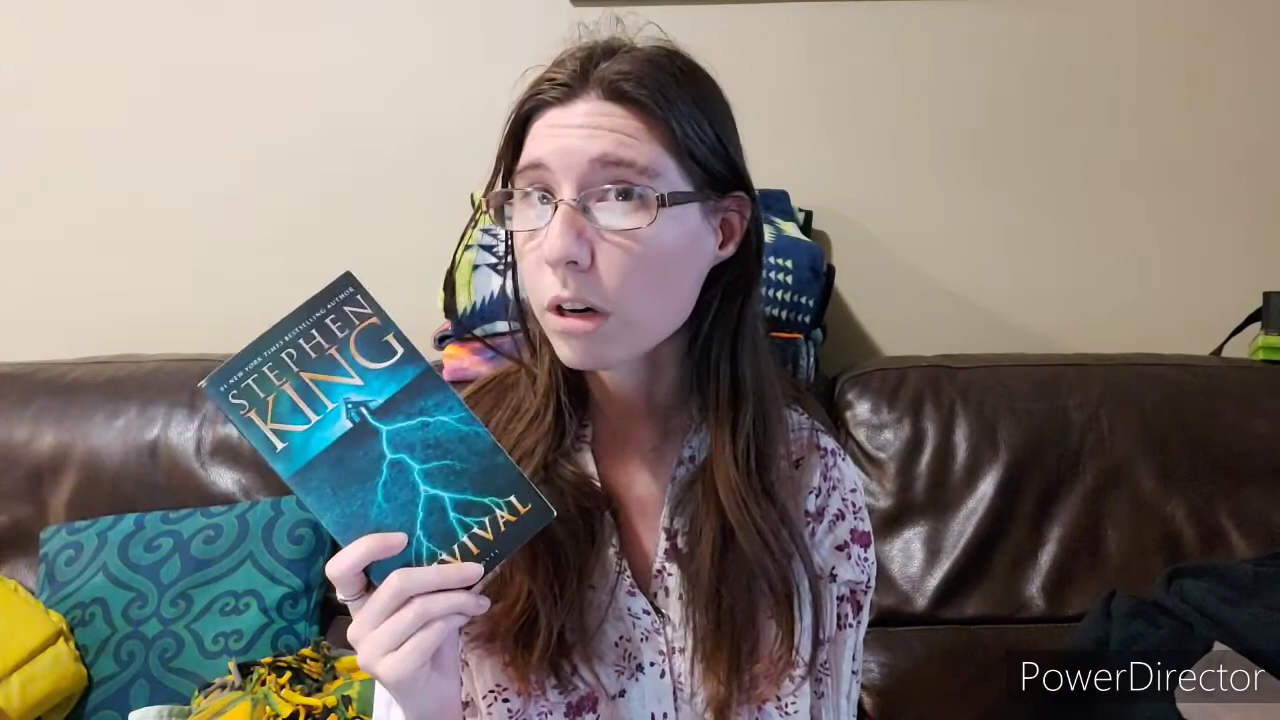 #1 NEW YORK TIMES BESTSELLING AUTHOR
STEPHEN
KING
VIVAL
PowerDirector